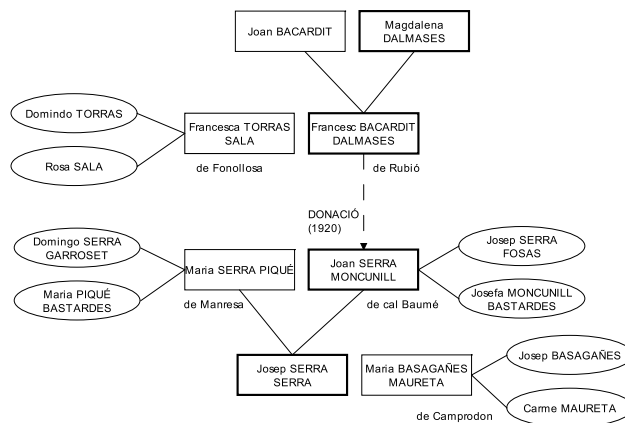 Joan BACARDIT
Magdalena
DALMASES
Domindo TORRAS
Francesca TORRAS
SALA
Francesc BACARDIT
DALMASES
Rosa SALA
de Fonollosa
de Rubió
DONACIÓ
(1920)
Domingo SERRA
GARROSET
Maria SERRA PIQUÉ
Joan SERRA
MONCUNILL
Josep SERRA
FOSAS
Maria PIQUÉ
BASTARDES
de Manresa
de cal Baumé
Josefa MONCUNILL
BASTARDES
Josep SERRA
SERRA
Maria BASAGAÑES
MAURETA
Josep BASAGAÑES
de Camprodon
Carme MAURETA